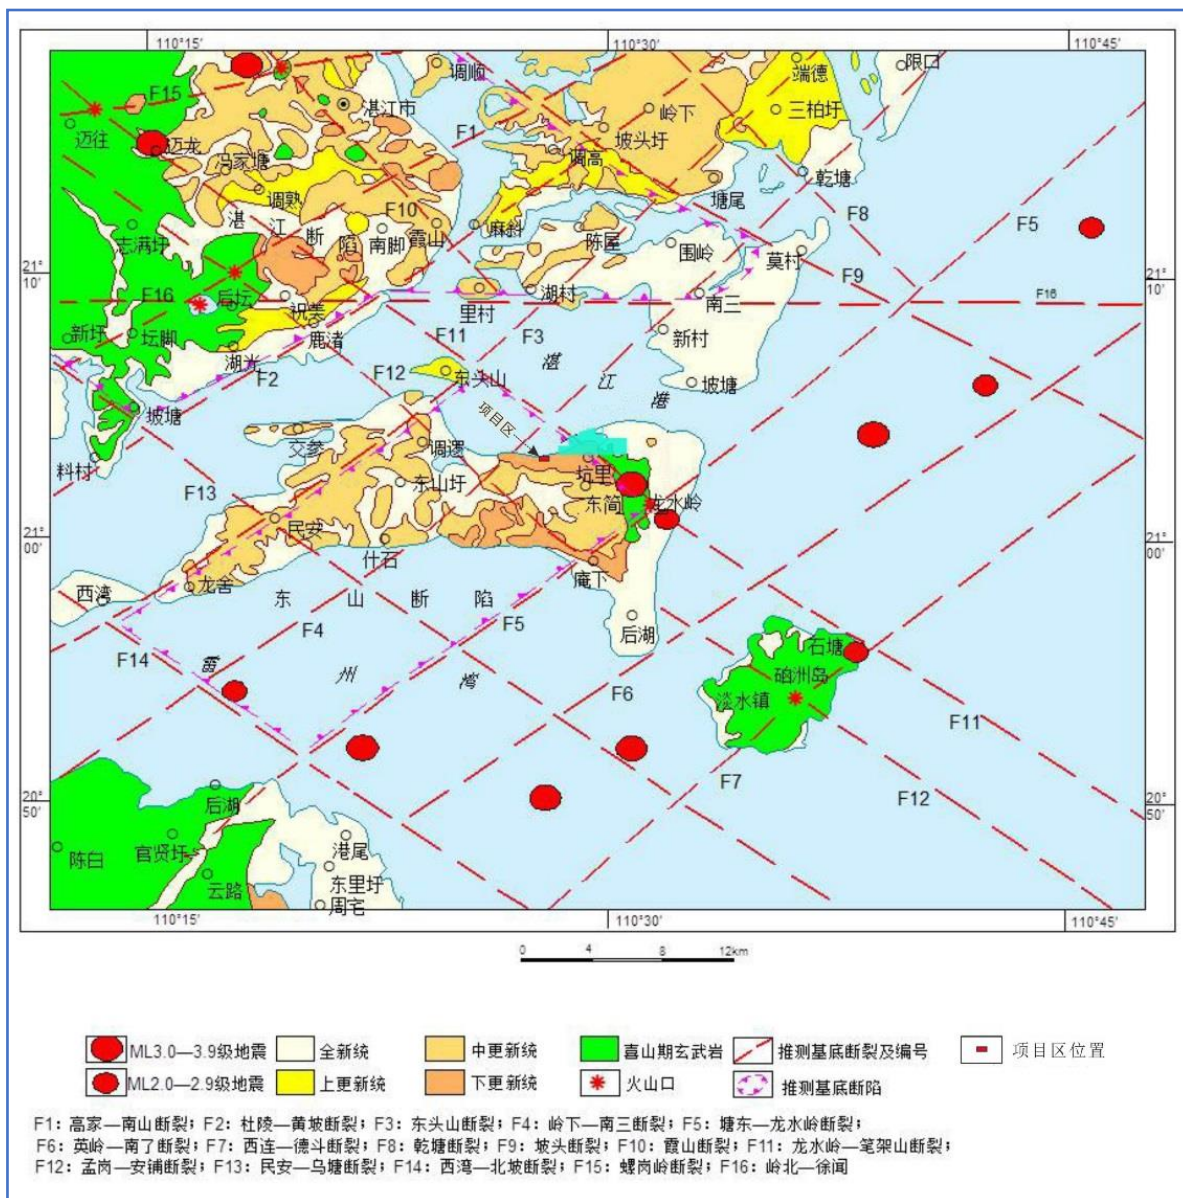 110°15′
110°30′
110°45′
调顺
端德
限口
F15
湛江市
岭下
三柏圩
迈往
迈龙
F1
坡头圩
冯家塘
调高
乾塘
调熟
塘尾
湛 江 断 陷
F10
F8
F5
志满圩
南脚
霞山
麻斜
陈屋
围岭
莫村
21°
10′
F9
21°
10′
F16
后坛
湖村
南三
F16
里村
新圩
坛脚
鹿渚
F11
F3
新村
湖光
F2
F12
东头山
湛 江 港
坡塘
坡塘
项目区
交参
调逻
料村
坑里
东山圩
F13
东简
龙水岭
民安
21°
00′
什石
21°
00′
庵下
西湾
龙舍
东 山 断 陷
F4
F5
后湖
F14
石塘
雷 州 湾
硇洲岛
F6
淡水镇
F11
F7
F12
20°
50′
后湖
20°
50′
陈白
官贤圩
港尾
云路
东里圩
周宅
110°15′
110°30′
110°45′
0 4 8 12km
ML3.0—3.9级地震 全新统 中更新统 喜山期玄武岩 推测基底断裂及编号 项目区位置
ML2.0—2.9级地震 上更新统 下更新统 火山口 推测基底断陷
F1：高家—南山断裂；F2：杜陵—黄坡断裂；F3：东头山断裂；F4：岭下—南三断裂；F5：塘东—龙水岭断裂；
F6：英岭—南了断裂；F7：西连—德斗断裂；F8：乾塘断裂；F9：坡头断裂；F10：霞山断裂；F11：龙水岭—笔架山断裂；
F12：孟岗—安铺断裂；F13：民安—乌塘断裂；F14：西湾—北坡断裂；F15：螺岗岭断裂；F16：岭北—徐闻